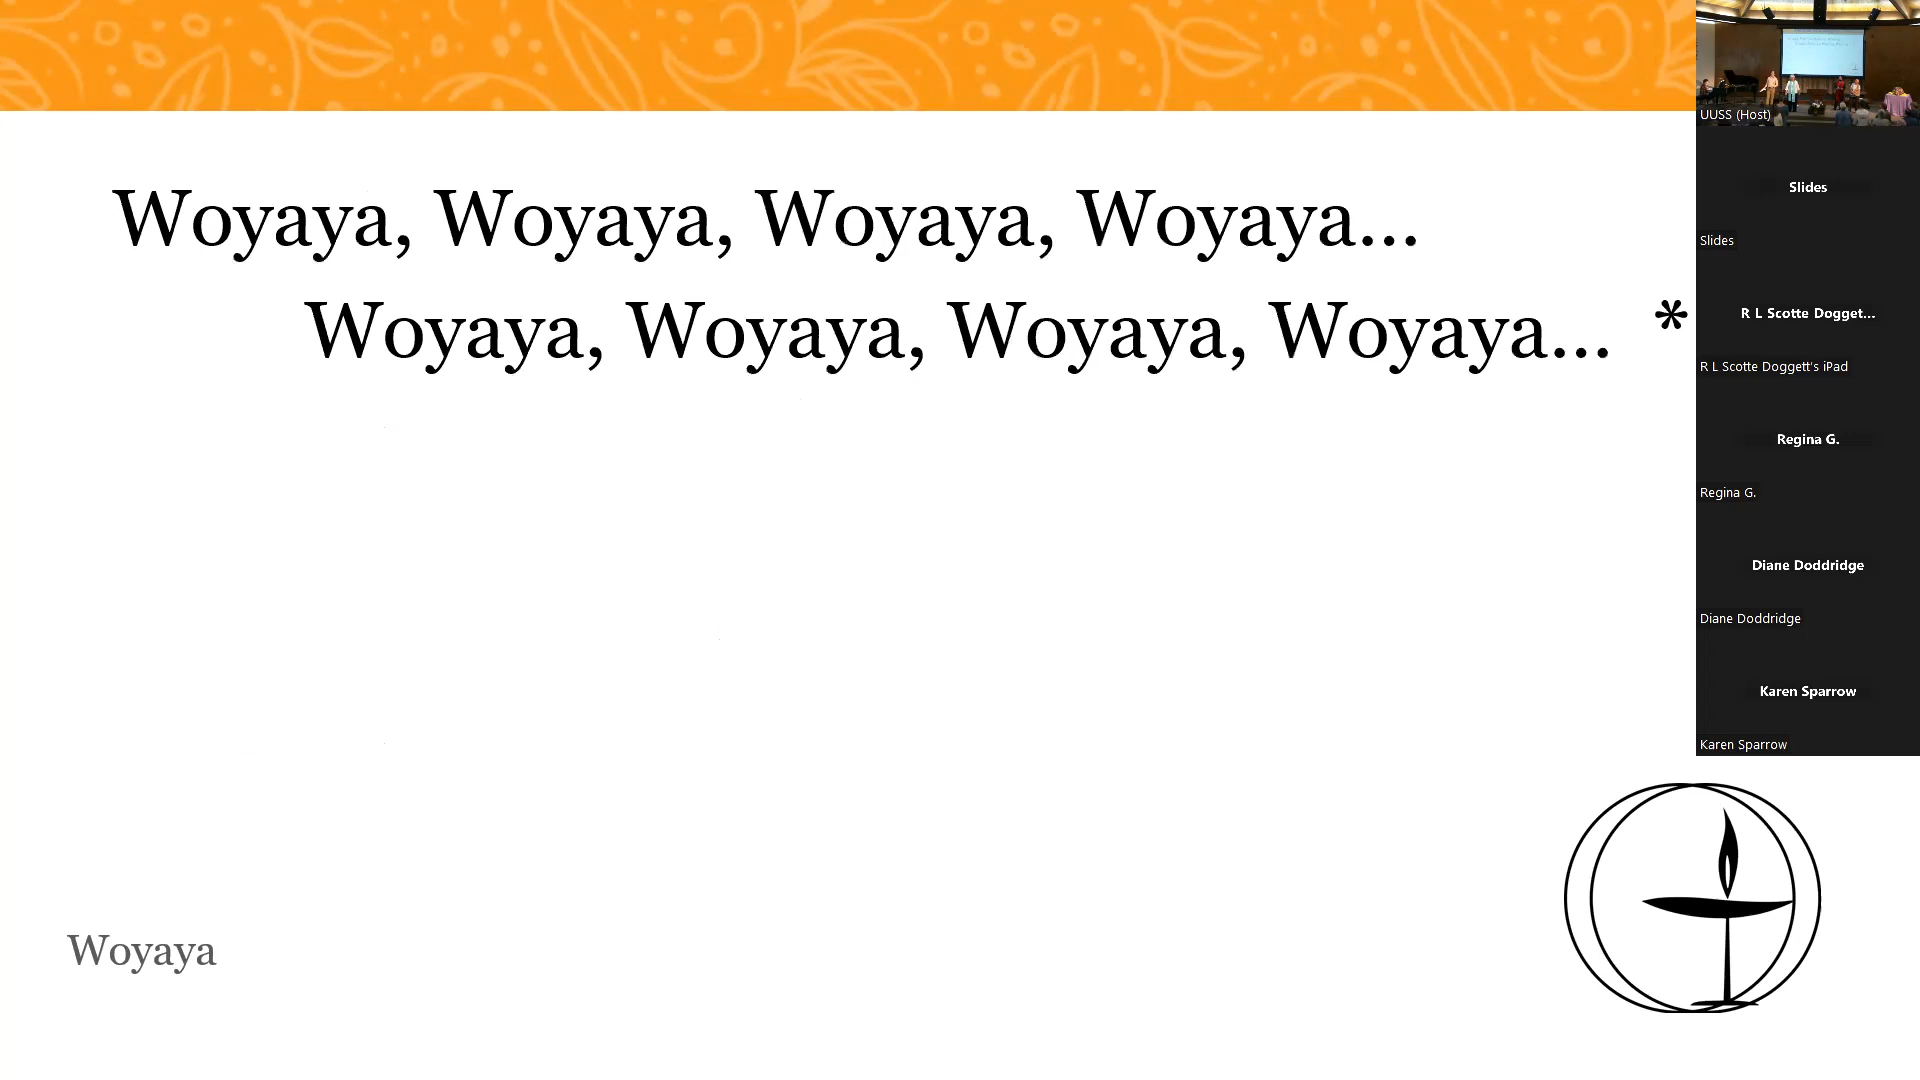 Woyaya, Woyaya, Woyaya, Woyaya...
Woyaya, Woyaya, Woyaya, Woyaya... *
Woyaya
UUSS (Host)
Slides
Slides
R L Scotte Dogget...
R L Scotte Doggett's iPad
Regina G.
Regina G.
Diane Doddridge
Diane Doddridge
Karen Sparrow
Karen Sparrow